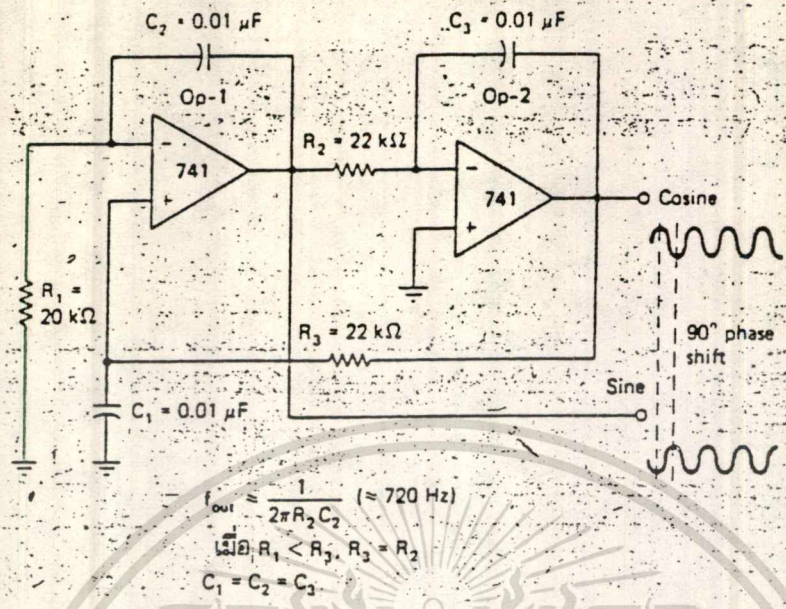 C₂ = 0.01 µF
C₃ = 0.01 µF
Op-1
Op-2
R₂ = 22 kΩ
−
741
+
−
741
+
Cosine
R₁ =
20 kΩ
R₃ = 22 kΩ
90° phase
shift
Sine
C₁ = 0.01 µF
f_out = 1 / 2πR₂C₂ (≈ 720 Hz)
เมื่อ R₁ < R₃, R₃ = R₂
C₁ = C₂ = C₃